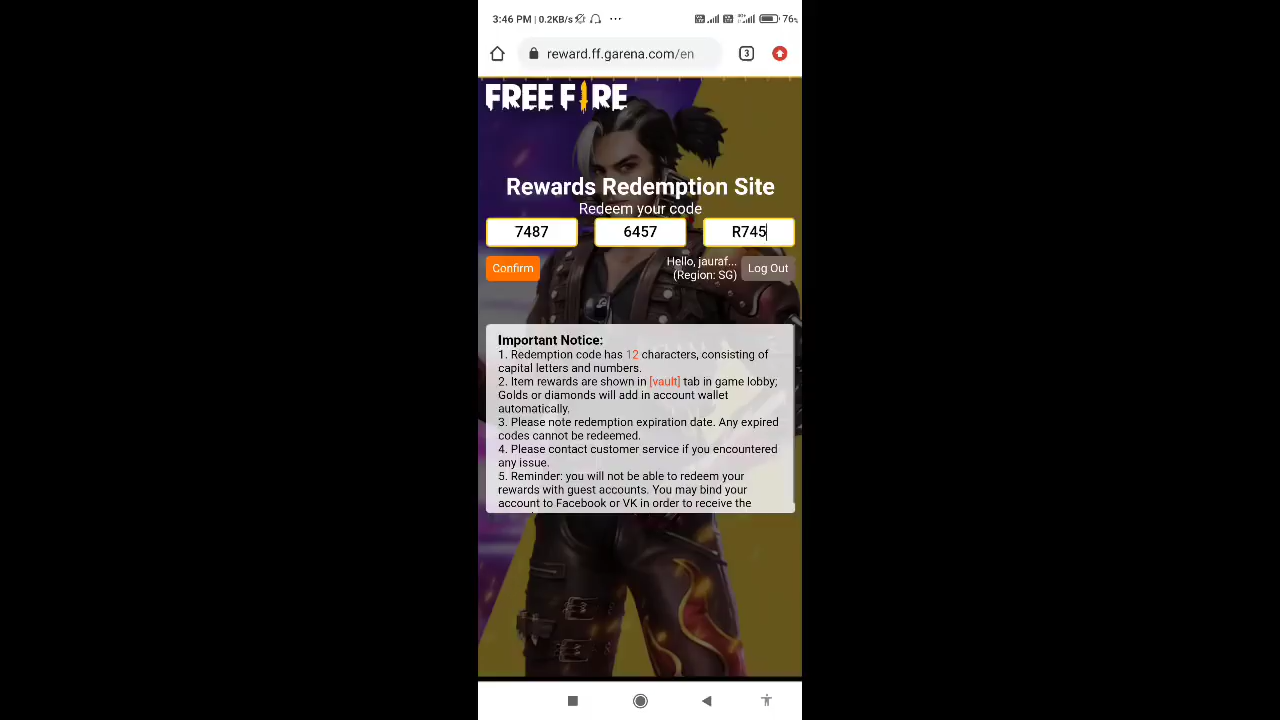 3:46 PM | 0.2KB/s
76%
reward.ff.garena.com/en
3
FREE FIRE
Rewards Redemption Site
Redeem your code
7487 6457 R745
Confirm
Hello, jauraf...
(Region: SG)
Log Out
Important Notice:
1. Redemption code has 12 characters, consisting of
capital letters and numbers.
2. Item rewards are shown in [vault] tab in game lobby;
Golds or diamonds will add in account wallet
automatically.
3. Please note redemption expiration date. Any expired
codes cannot be redeemed.
4. Please contact customer service if you encountered
any issue.
5. Reminder: you will not be able to redeem your
rewards with guest accounts. You may bind your
account to Facebook or VK in order to receive the